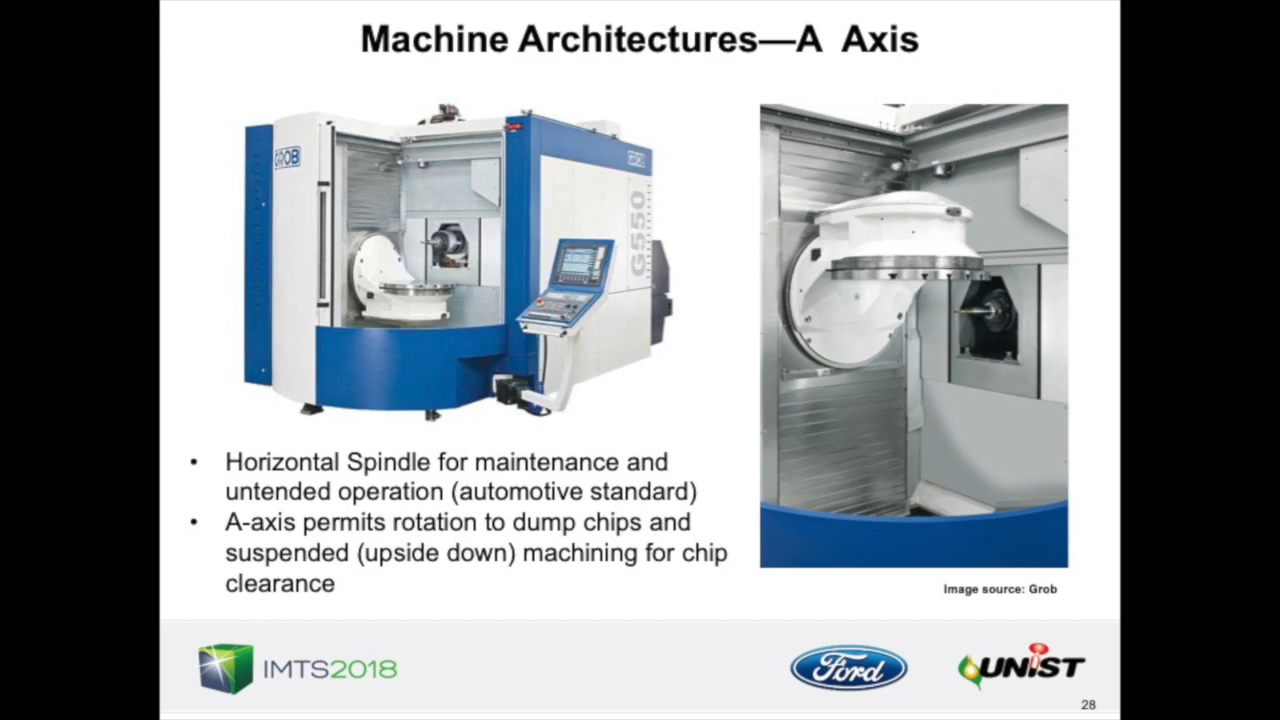 Machine Architectures—A Axis
GROB
GROB
G550
• Horizontal Spindle for maintenance and
untended operation (automotive standard)
• A-axis permits rotation to dump chips and
suspended (upside down) machining for chip
clearance
Image source: Grob
IMTS2018
Ford
UNIST
28